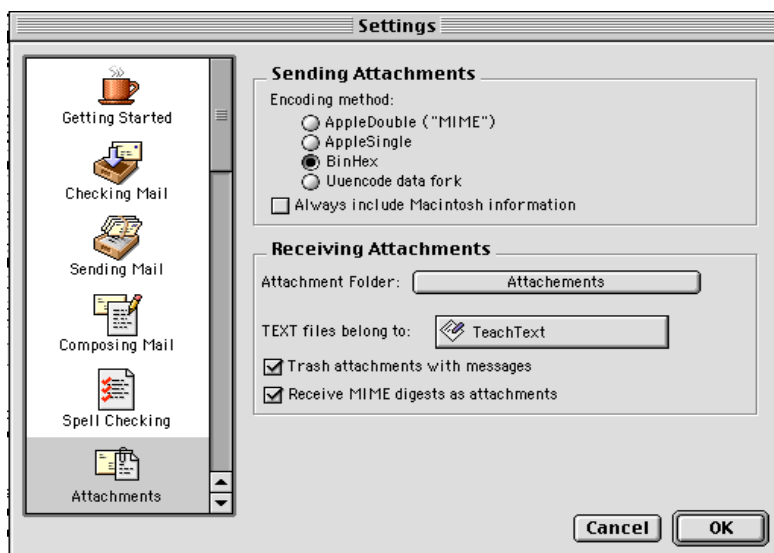 Settings
Getting Started
Checking Mail
Sending Mail
Composing Mail
Spell Checking
Attachments
Sending Attachments
Encoding method:
AppleDouble ("MIME")
AppleSingle
BinHex
Uuencode data fork
Always include Macintosh information
Receiving Attachments
Attachment Folder: Attachements
TEXT files belong to: TeachText
Trash attachments with messages
Receive MIME digests as attachments
Cancel OK